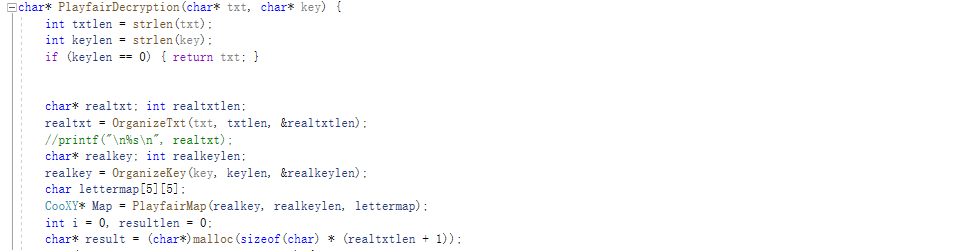 char* PlayfairDecryption(char* txt, char* key) {
int txtlen = strlen(txt);
int keylen = strlen(key);
if (keylen == 0) { return txt; }
char* realtxt; int realtxtlen;
realtxt = OrganizeTxt(txt, txtlen, &realtxtlen);
//printf("\n%s\n", realtxt);
char* realkey; int realkeylen;
realkey = OrganizeKey(key, keylen, &realkeylen);
char lettermap[5][5];
CooXY* Map = PlayfairMap(realkey, realkeylen, lettermap);
int i = 0, resultlen = 0;
char* result = (char*)malloc(sizeof(char) * (realtxtlen + 1));